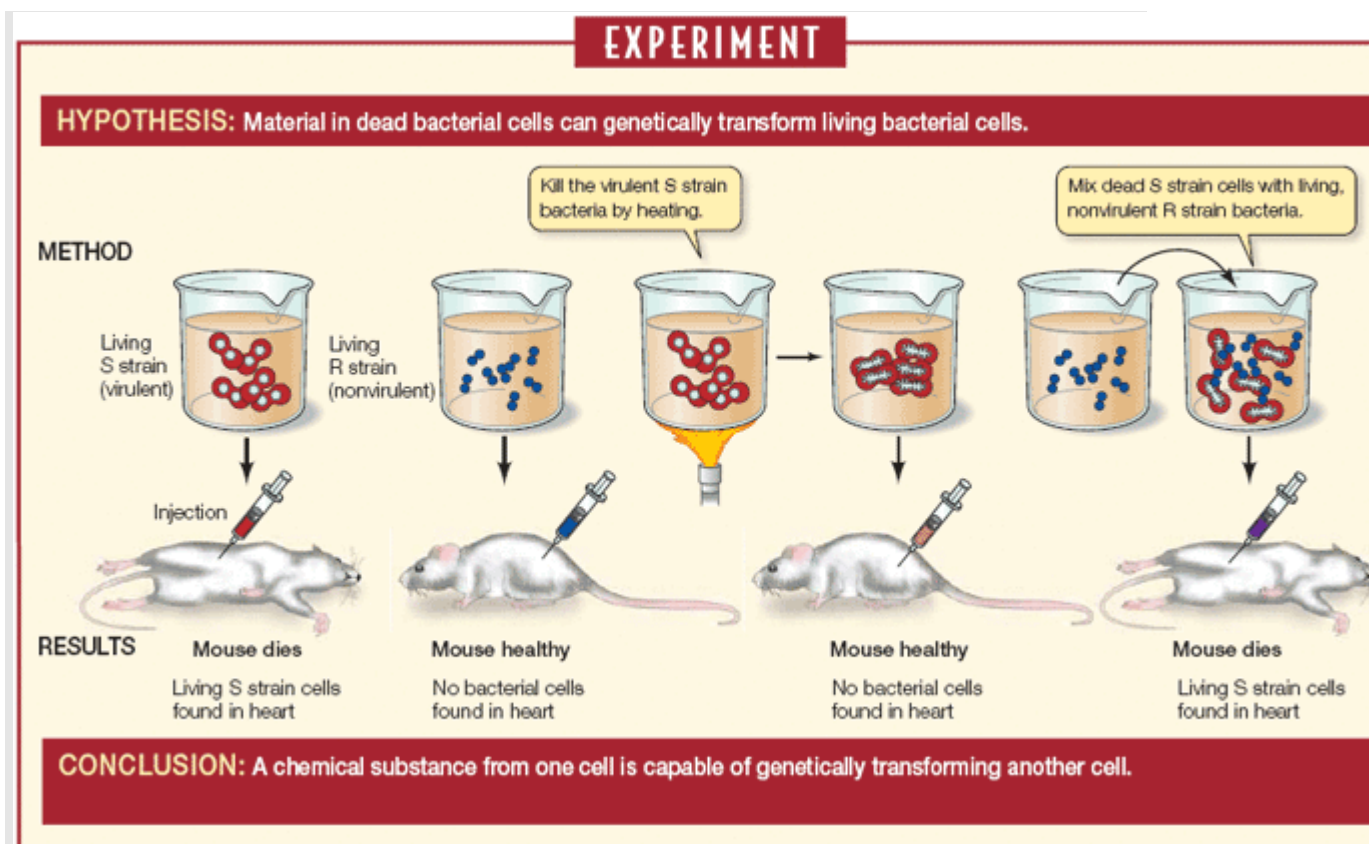 EXPERIMENT
HYPOTHESIS: Material in dead bacterial cells can genetically transform living bacterial cells.
Kill the virulent S strain
bacteria by heating.
Mix dead S strain cells with living,
nonvirulent R strain bacteria.
METHOD
Living
S strain
(virulent)
Living
R strain
(nonvirulent)
Injection
RESULTS
Mouse dies
Living S strain cells
found in heart
Mouse healthy
No bacterial cells
found in heart
Mouse healthy
No bacterial cells
found in heart
Mouse dies
Living S strain cells
found in heart
CONCLUSION: A chemical substance from one cell is capable of genetically transforming another cell.